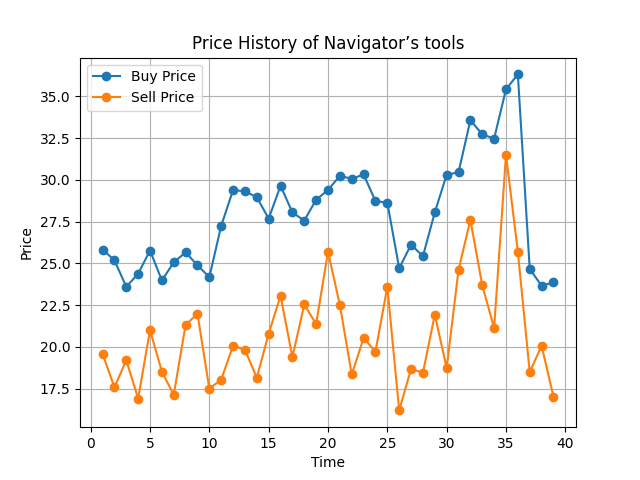 Price History of Navigator’s tools
Buy Price
Sell Price
Price
35.0
32.5
30.0
27.5
25.0
22.5
20.0
17.5
0 5 10 15 20 25 30 35 40
Time